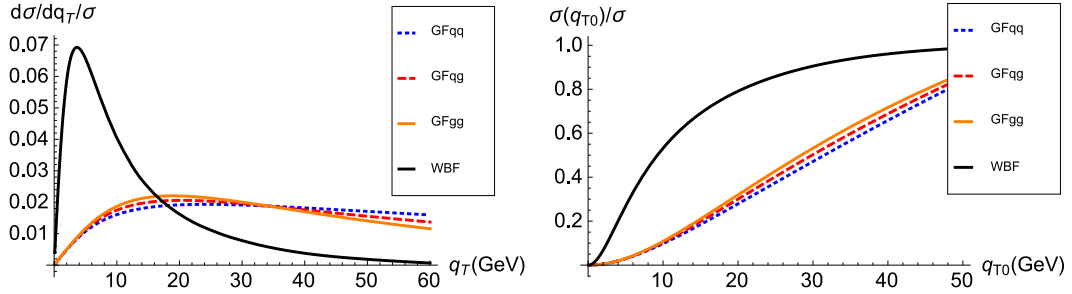 dσ/dq_T/σ
0.07
0.06
0.05
0.04
0.03
0.02
0.01
0 10 20 30 40 50 60
q_T(GeV)
GFqq
GFqg
GFgg
WBF
σ(q_T0)/σ
1.0
0.8
0.6
0.4
0.2
0 10 20 30 40 50
q_T0(GeV)
GFqq
GFqg
GFgg
WBF